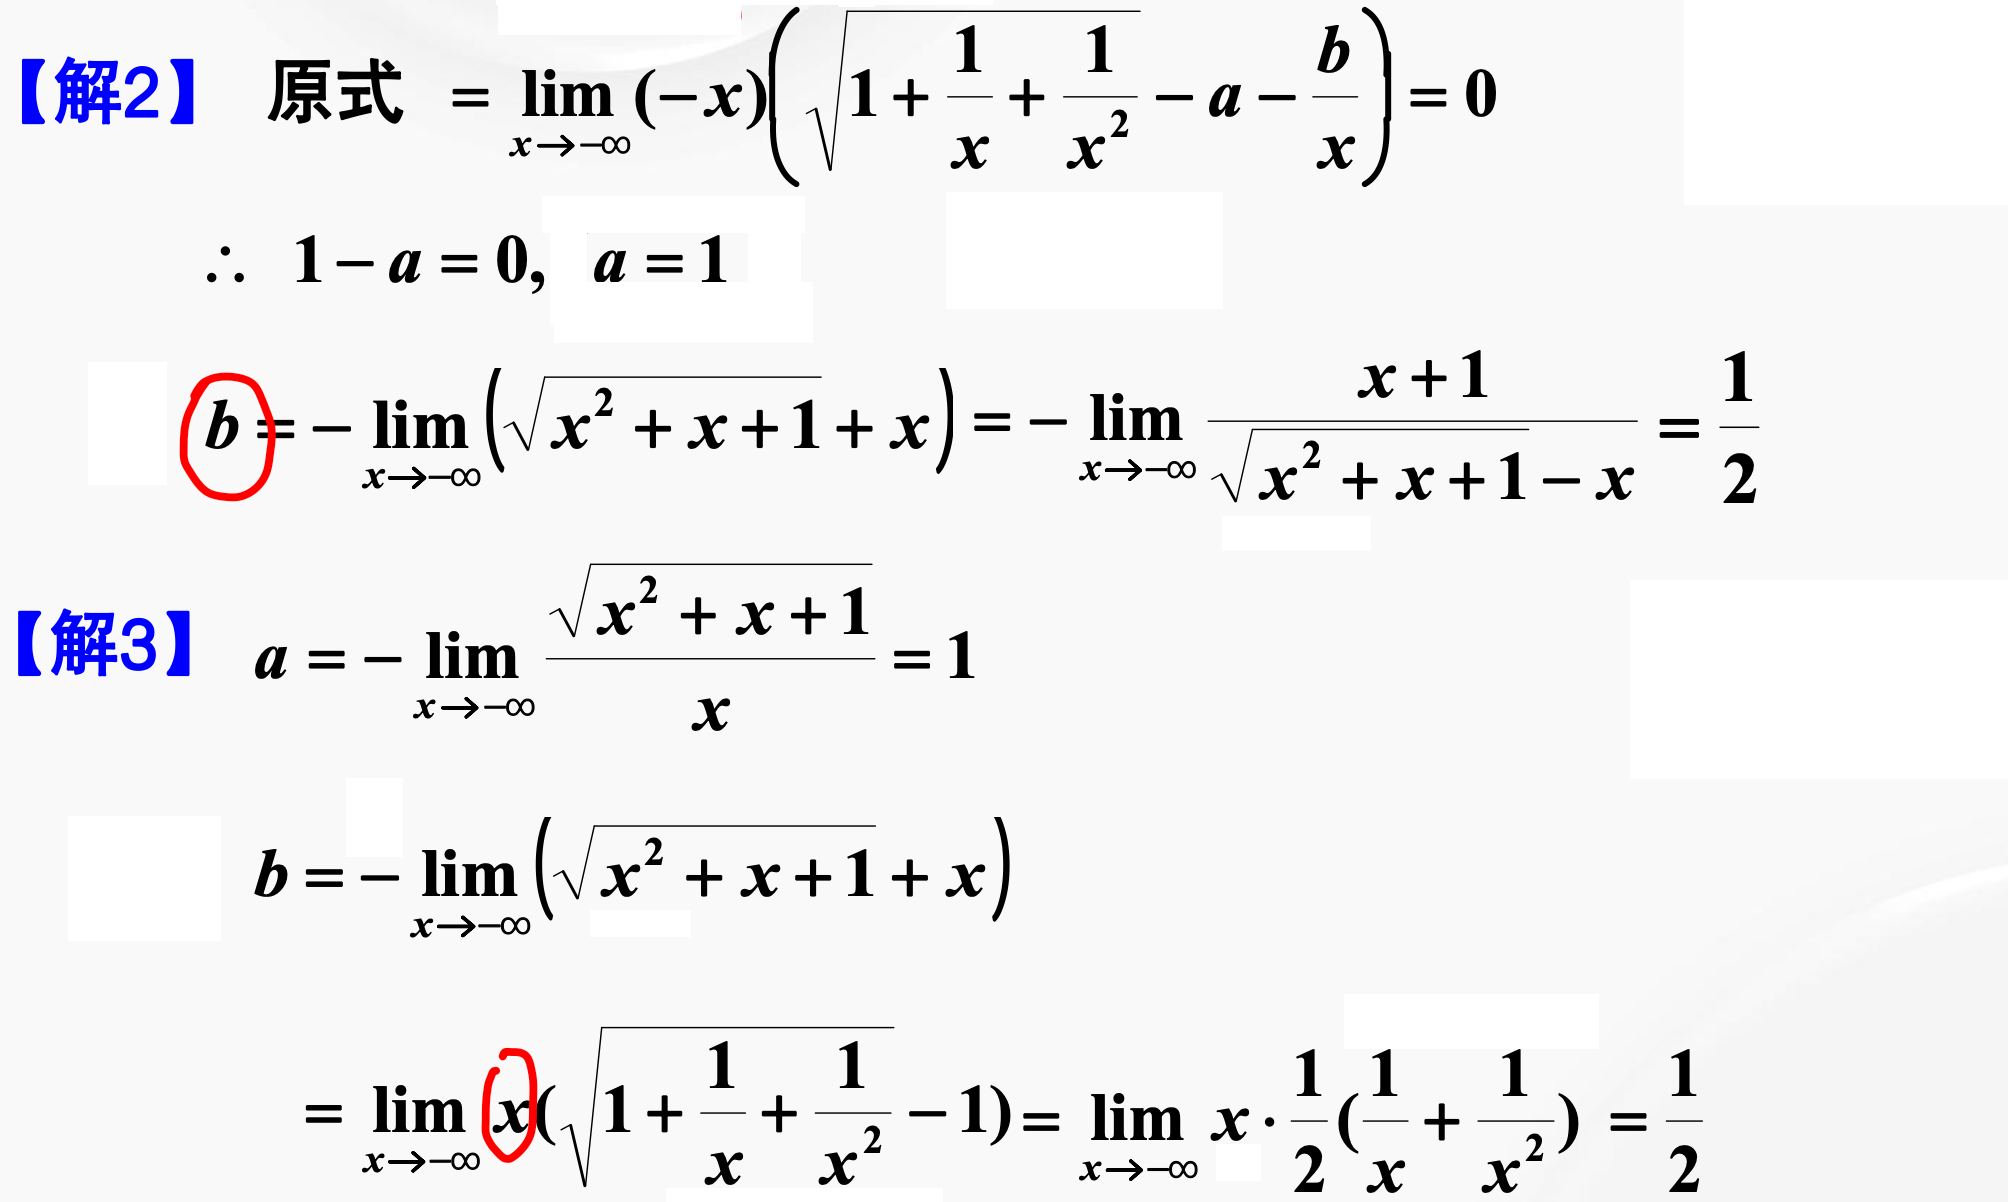 【解2】 原式 = lim_{x→−∞} (−x)(√(1 + 1/x + 1/x²) − a − b/x) = 0
∴ 1 − a = 0, a = 1
b = − lim_{x→−∞} (√(x² + x + 1) + x) = − lim_{x→−∞} (x + 1)/(√(x² + x + 1) − x) = 1/2
【解3】 a = − lim_{x→−∞} √(x² + x + 1)/x = 1
b = − lim_{x→−∞} (√(x² + x + 1) + x)
= lim_{x→−∞} x(√(1 + 1/x + 1/x²) − 1) = lim_{x→−∞} x · 1/2 (1/x + 1/x²) = 1/2